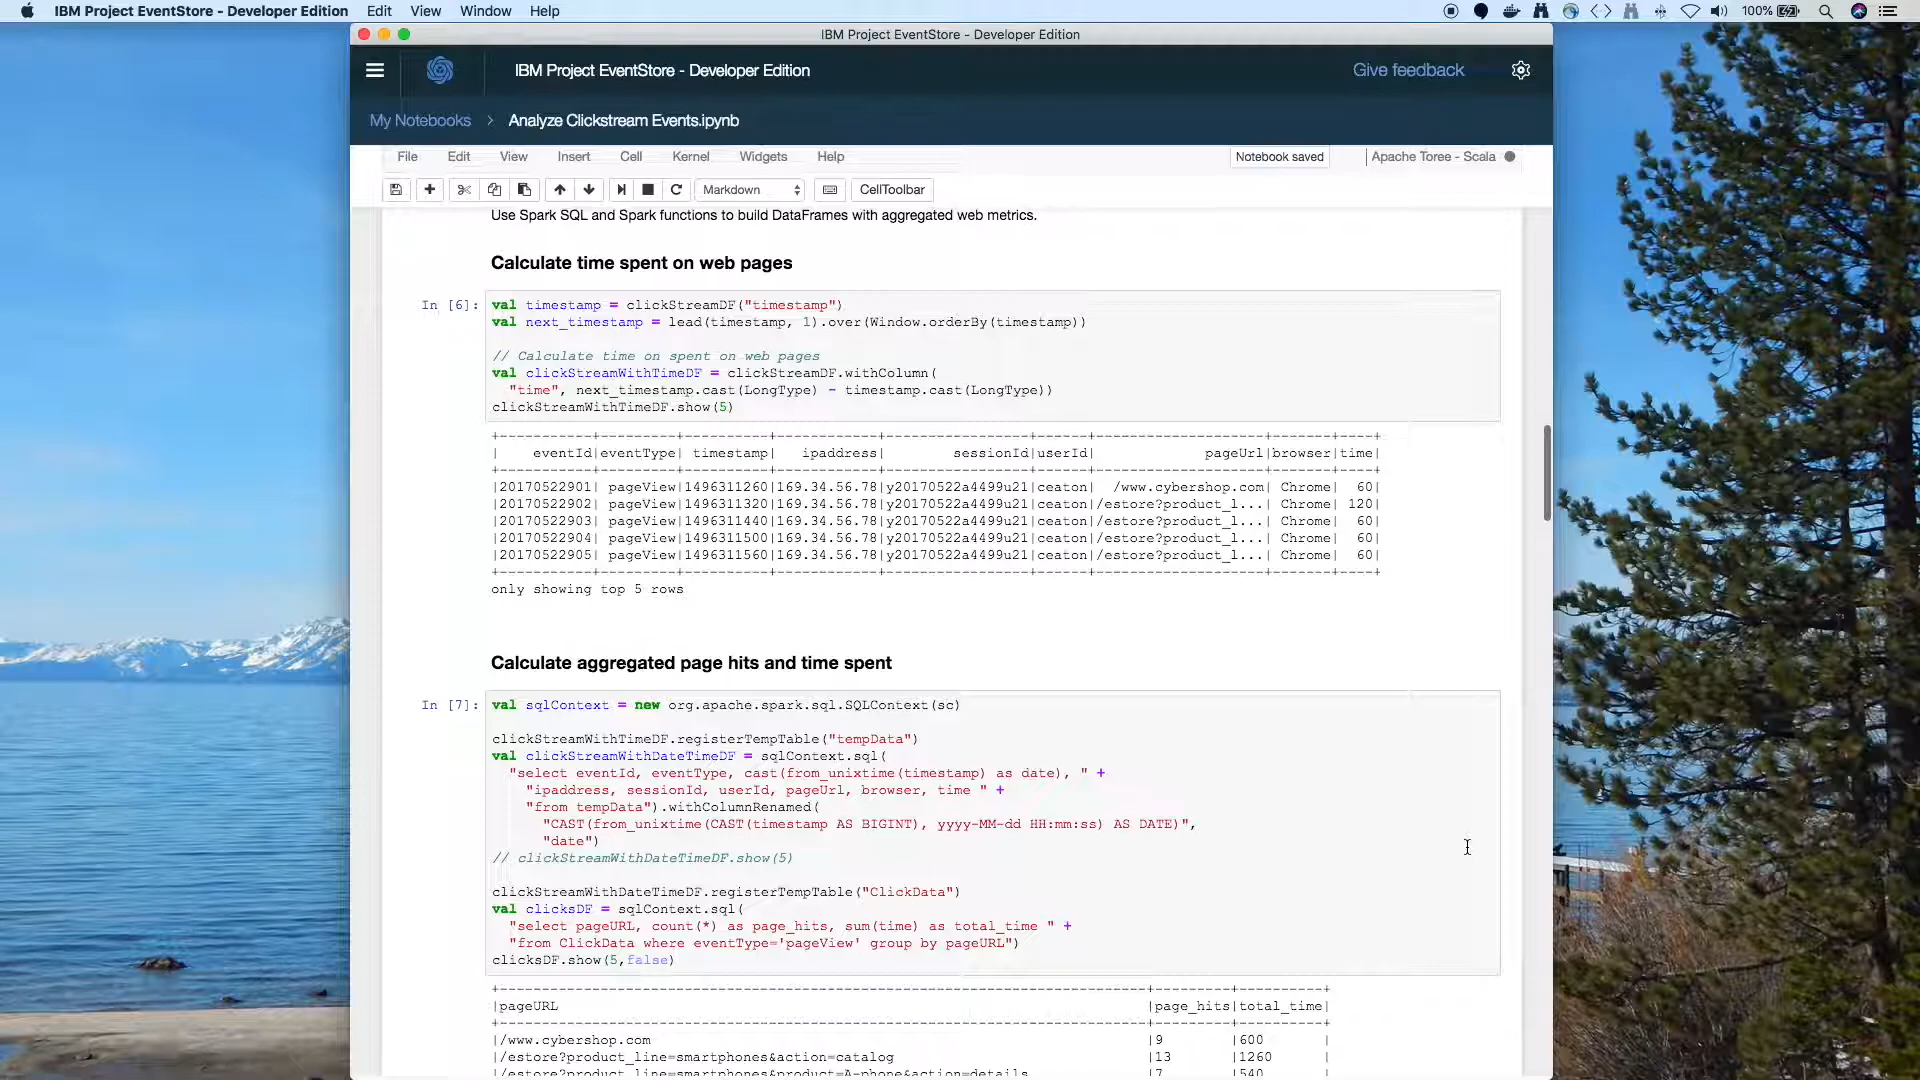 IBM Project EventStore - Developer Edition Edit View Window Help 100%
IBM Project EventStore - Developer Edition
IBM Project EventStore - Developer Edition Give feedback
My Notebooks > Analyze Clickstream Events.ipynb
File Edit View Insert Cell Kernel Widgets Help Notebook saved | Apache Toree - Scala
Markdown CellToolbar
Use Spark SQL and Spark functions to build DataFrames with aggregated web metrics.
Calculate time spent on web pages
In [6]: val timestamp = clickStreamDF("timestamp")
val next_timestamp = lead(timestamp, 1).over(Window.orderBy(timestamp))
// Calculate time on spent on web pages
val clickStreamWithTimeDF = clickStreamDF.withColumn(
"time", next_timestamp.cast(LongType) - timestamp.cast(LongType))
clickStreamWithTimeDF.show(5)
+-----------+---------+----------+------------+-----------------+------+--------------------+-------+----+
| eventId|eventType| timestamp| ipaddress| sessionId|userId| pageUrl|browser|time|
+-----------+---------+----------+------------+-----------------+------+--------------------+-------+----+
|20170522901| pageView|1496311260|169.34.56.78|y20170522a4499u21|ceaton| /www.cybershop.com| Chrome| 60|
|20170522902| pageView|1496311320|169.34.56.78|y20170522a4499u21|ceaton|/estore?product_l...| Chrome| 120|
|20170522903| pageView|1496311440|169.34.56.78|y20170522a4499u21|ceaton|/estore?product_l...| Chrome| 60|
|20170522904| pageView|1496311500|169.34.56.78|y20170522a4499u21|ceaton|/estore?product_l...| Chrome| 60|
|20170522905| pageView|1496311560|169.34.56.78|y20170522a4499u21|ceaton|/estore?product_l...| Chrome| 60|
+-----------+---------+----------+------------+-----------------+------+--------------------+-------+----+
only showing top 5 rows
Calculate aggregated page hits and time spent
In [7]: val sqlContext = new org.apache.spark.sql.SQLContext(sc)
clickStreamWithTimeDF.registerTempTable("tempData")
val clickStreamWithDateTimeDF = sqlContext.sql(
"select eventId, eventType, cast(from_unixtime(timestamp) as date), " +
"ipaddress, sessionId, userId, pageUrl, browser, time " +
"from tempData").withColumnRenamed(
"CAST(from_unixtime(CAST(timestamp AS BIGINT), yyyy-MM-dd HH:mm:ss) AS DATE)",
"date")
// clickStreamWithDateTimeDF.show(5)
clickStreamWithDateTimeDF.registerTempTable("ClickData")
val clicksDF = sqlContext.sql(
"select pageURL, count(*) as page_hits, sum(time) as total_time " +
"from ClickData where eventType='pageView' group by pageURL")
clicksDF.show(5,false)
+-----------------------------------------------------------------------------+---------+----------+
|pageURL |page_hits|total_time|
+-----------------------------------------------------------------------------+---------+----------+
|/www.cybershop.com |9 |600 |
|/estore?product_line=smartphones&action=catalog |13 |1260 |
|/estore?product_line=smartphones&product=A-phone&action=details |7 |540 |